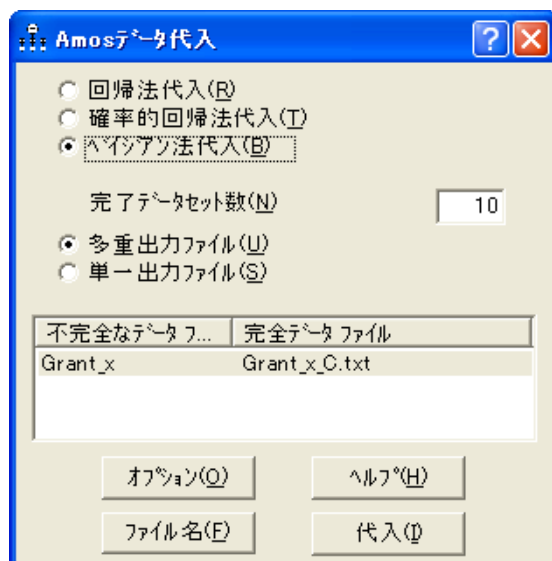 Amosデータ代入
回帰法代入(R)
確率的回帰法代入(T)
ベイジアン法代入(B)
完了データセット数(N) 10
多重出力ファイル(U)
単一出力ファイル(S)
不完全なデータ フ... 完全データ ファイル
Grant_x Grant_x_C.txt
オプション(O) ヘルプ(H)
ファイル名(F) 代入(I)